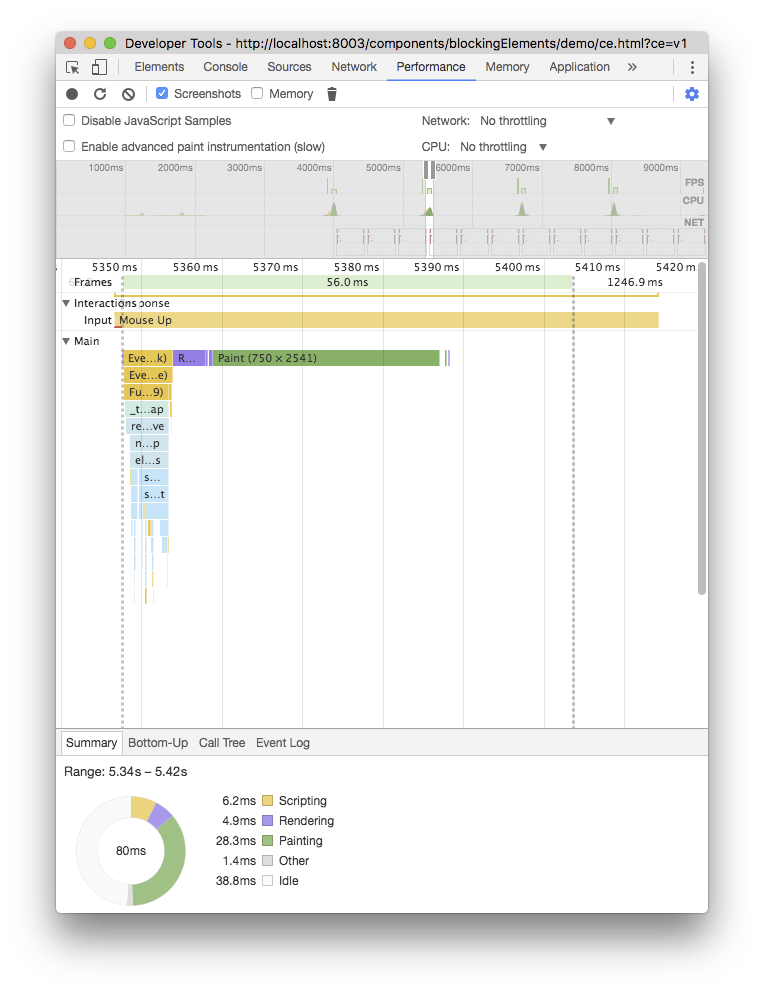 Developer Tools - http://localhost:8003/components/blockingElements/demo/ce.html?ce=v1
Elements Console Sources Network Performance Memory Application »
Screenshots Memory
Disable JavaScript Samples Network: No throttling ▼
Enable advanced paint instrumentation (slow) CPU: No throttling ▼
1000ms 2000ms 3000ms 4000ms 5000ms 6000ms 7000ms 8000ms 9000ms
FPS
CPU
NET
5350 ms 5360 ms 5370 ms 5380 ms 5390 ms 5400 ms 5410 ms 5420 m
Frames 56.0 ms 1246.9 ms
▼ Interactions ponse
Input Mouse Up
▼ Main
Eve…k) R… Paint (750 × 2541)
Eve…e)
Fu…9)
_t…ap
re…ve
n…p
el…s
s…
s…t
Summary Bottom-Up Call Tree Event Log
Range: 5.34s – 5.42s
6.2ms Scripting
4.9ms Rendering
28.3ms Painting
80ms
1.4ms Other
38.8ms Idle